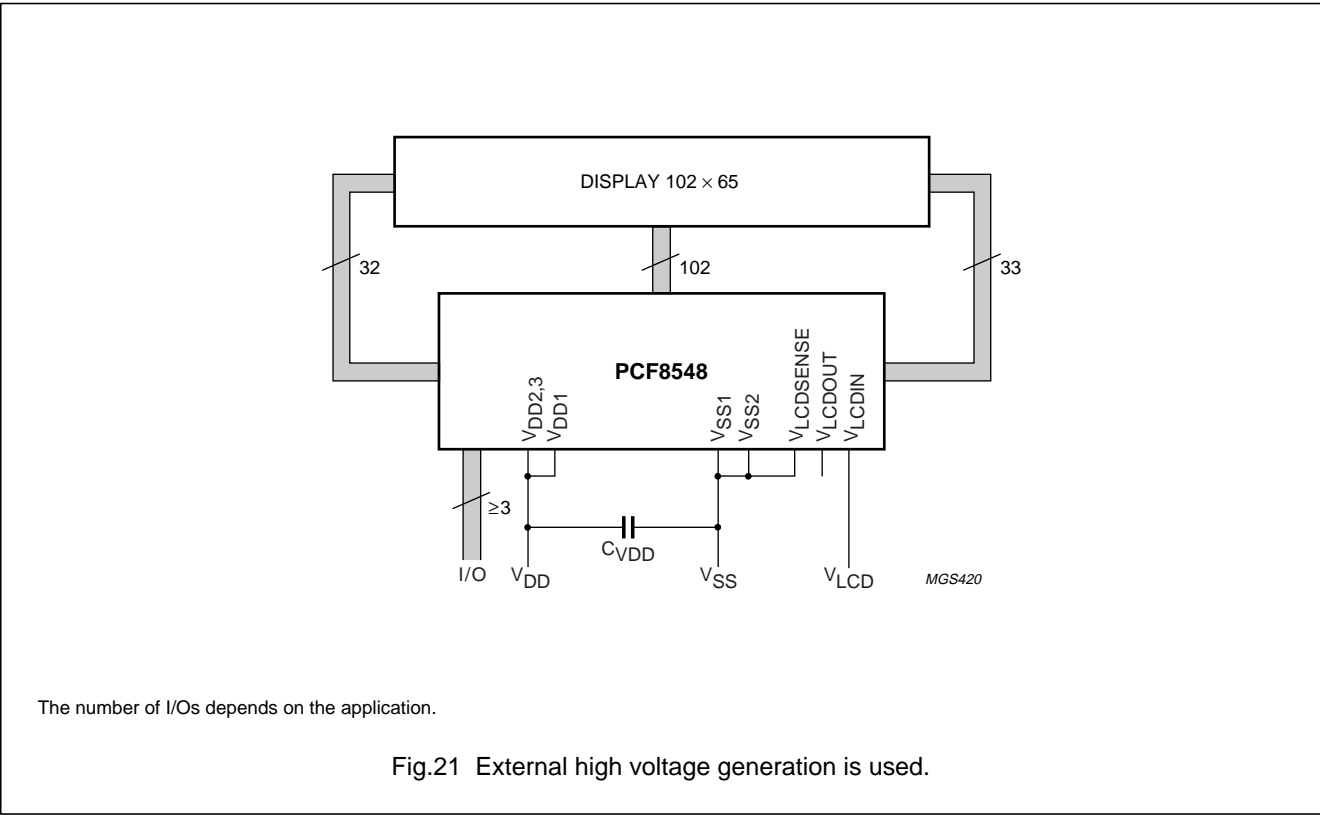 DISPLAY 102 × 65
32
102
33
PCF8548
VDD2,3
VDD1
VSS1
VSS2
VLCDSENSE
VLCDOUT
VLCDIN
≥3
CVDD
I/O
VDD
VSS
VLCD
MGS420
The number of I/Os depends on the application.
Fig.21 External high voltage generation is used.